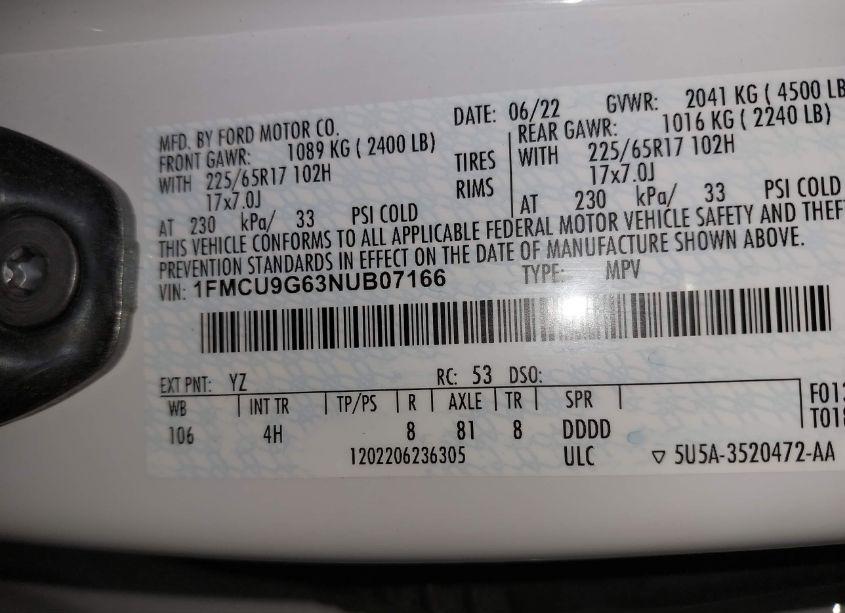 MFD. BY FORD MOTOR CO. DATE: 06/22 GVWR: 2041 KG ( 4500 LB
FRONT GAWR: 1089 KG ( 2400 LB) REAR GAWR: 1016 KG ( 2240 LB)
WITH 225/65R17 102H TIRES WITH 225/65R17 102H
17x7.0J RIMS 17x7.0J
AT 230 kPa/ 33 PSI COLD AT 230 kPa/ 33 PSI COLD
THIS VEHICLE CONFORMS TO ALL APPLICABLE FEDERAL MOTOR VEHICLE SAFETY AND THEFT
PREVENTION STANDARDS IN EFFECT ON THE DATE OF MANUFACTURE SHOWN ABOVE.
VIN: 1FMCU9G63NUB07166 TYPE: MPV
EXT PNT: YZ RC: 53 DSO:
WB INT TR TP/PS R AXLE TR SPR F013
106 4H 8 81 8 DDDD T018
1202206236305 ULC ▽ 5U5A-3520472-AA